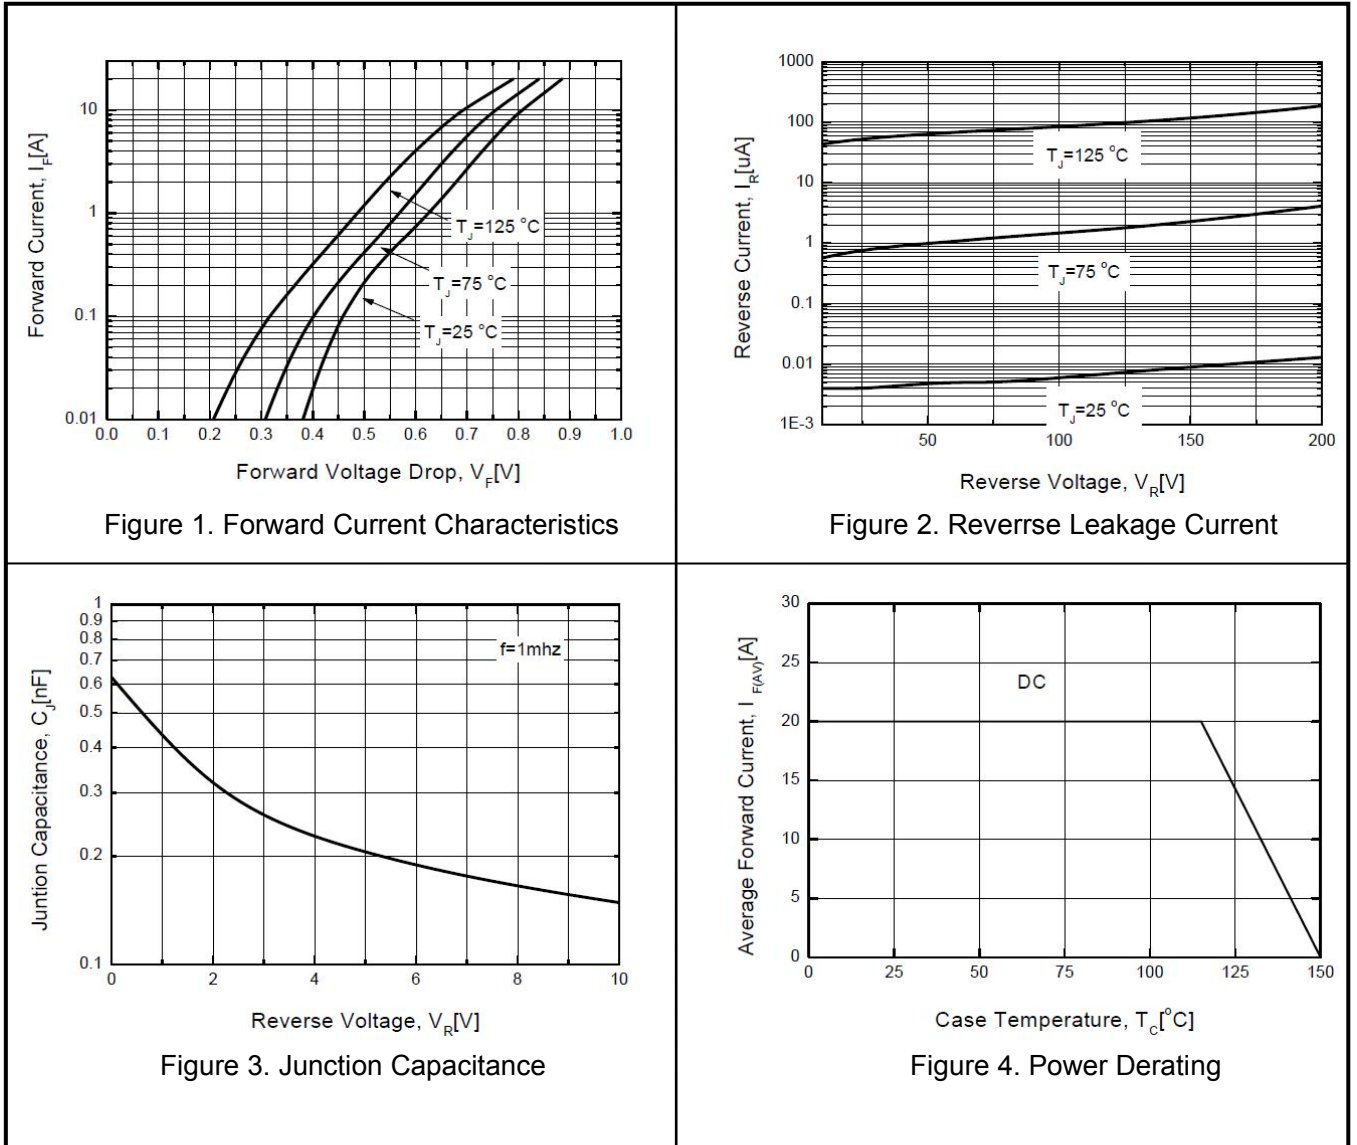 10
1
0.1
0.01
Forward Current, I_F[A]
T_J=125 °C
T_J=75 °C
T_J=25 °C
0.0 0.1 0.2 0.3 0.4 0.5 0.6 0.7 0.8 0.9 1.0
Forward Voltage Drop, V_F[V]
Figure 1. Forward Current Characteristics
1000
100
10
1
0.1
0.01
1E-3
Reverse Current, I_R[uA]
T_J=125 °C
T_J=75 °C
T_J=25 °C
50 100 150 200
Reverse Voltage, V_R[V]
Figure 2. Reverrse Leakage Current
1
0.9
0.8
0.7
0.6
0.5
0.4
0.3
0.2
0.1
Juntion Capacitance, C_J[nF]
f=1mhz
0 2 4 6 8 10
Reverse Voltage, V_R[V]
Figure 3. Junction Capacitance
30
25
20
15
10
5
0
Average Forward Current, I_F(AV)[A]
DC
0 25 50 75 100 125 150
Case Temperature, T_C[°C]
Figure 4. Power Derating